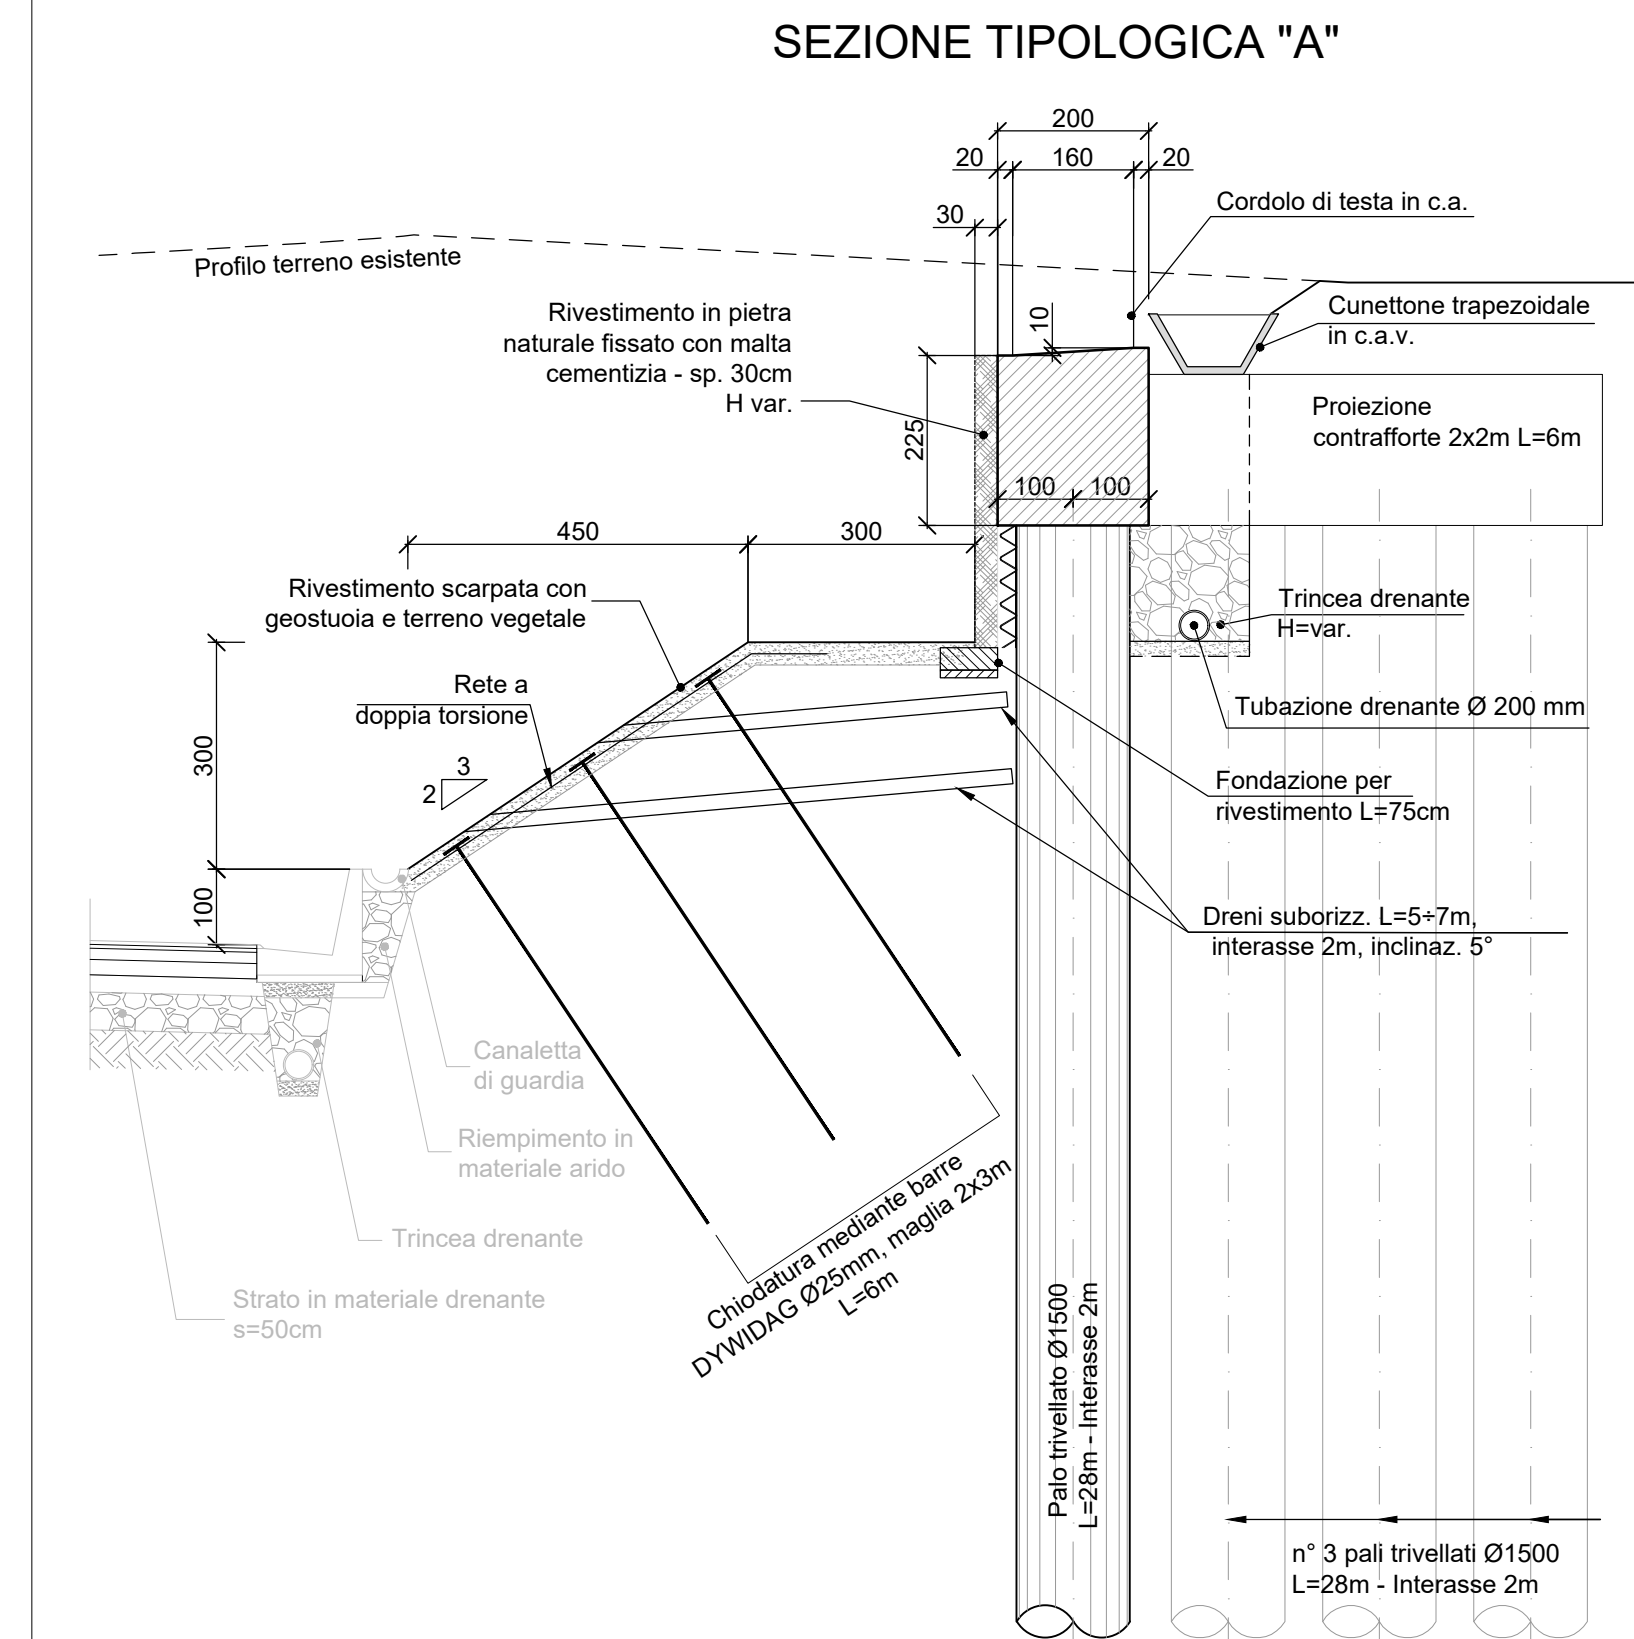 SEZIONE TIPOLOGICA "A"
200
20
160
20
30
Cordolo di testa in c.a.
Profilo terreno esistente
Rivestimento in pietra
naturale fissato con malta
cementizia - sp. 30cm
H var.
10
Cunettone trapezoidale
in c.a.v.
225
Proiezione
contrafforte 2x2m L=6m
100
100
450
300
Rivestimento scarpata con
geostuoia e terreno vegetale
Trincea drenante
H=var.
Rete a
doppia torsione
Tubazione drenante Ø 200 mm
300
3
2
Fondazione per
rivestimento L=75cm
100
Dreni suborizz. L=5÷7m,
interasse 2m, inclinaz. 5°
Canaletta
di guardia
Riempimento in
materiale arido
Trincea drenante
Strato in materiale drenante
s=50cm
Chiodatura mediante barre
DYWIDAG Ø25mm, maglia 2x3m
L=6m
Palo trivellato Ø1500
L=28m - Interasse 2m
n° 3 pali trivellati Ø1500
L=28m - Interasse 2m